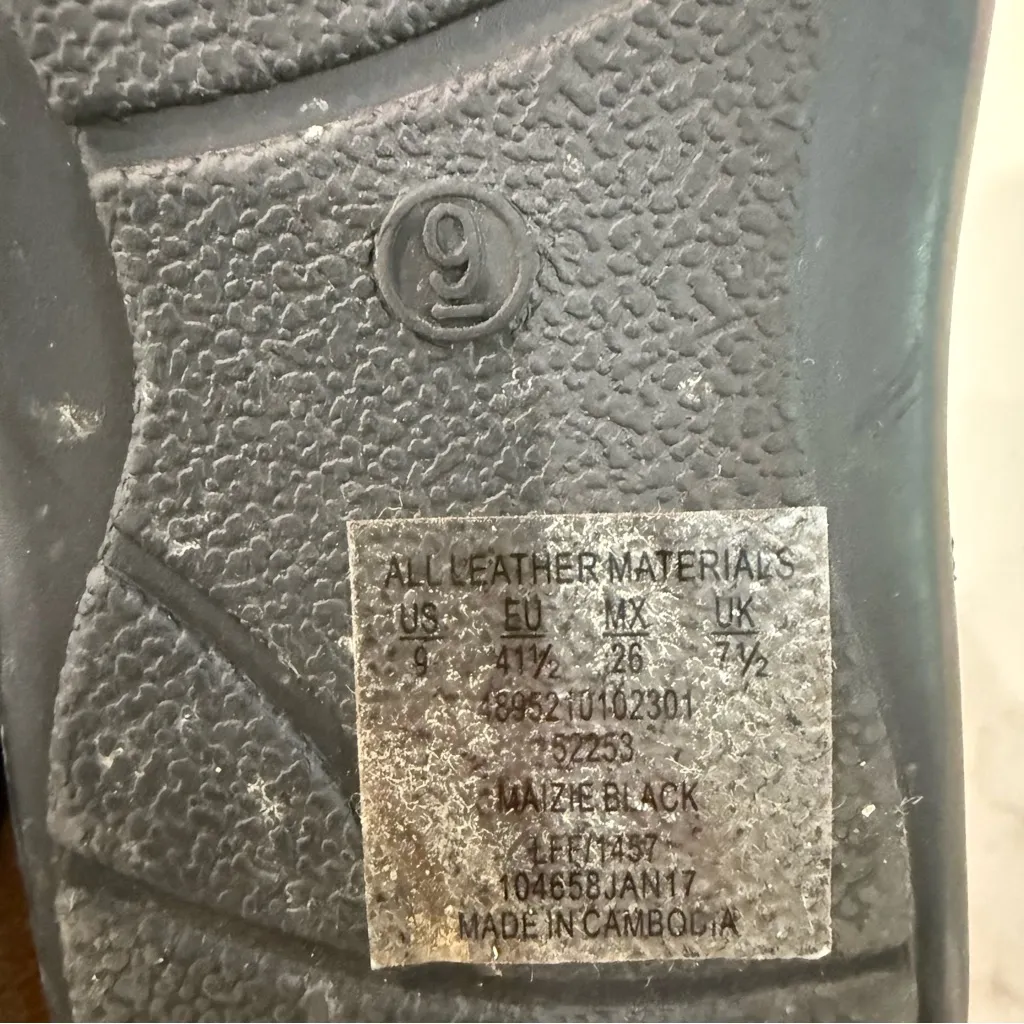 9
ALL LEATHER MATERIALS
US EU MX UK
9 41½ 26 7½
4895210102301
52253
MAIZIE BLACK
LFF/1457
104658JAN17
MADE IN CAMBODIA